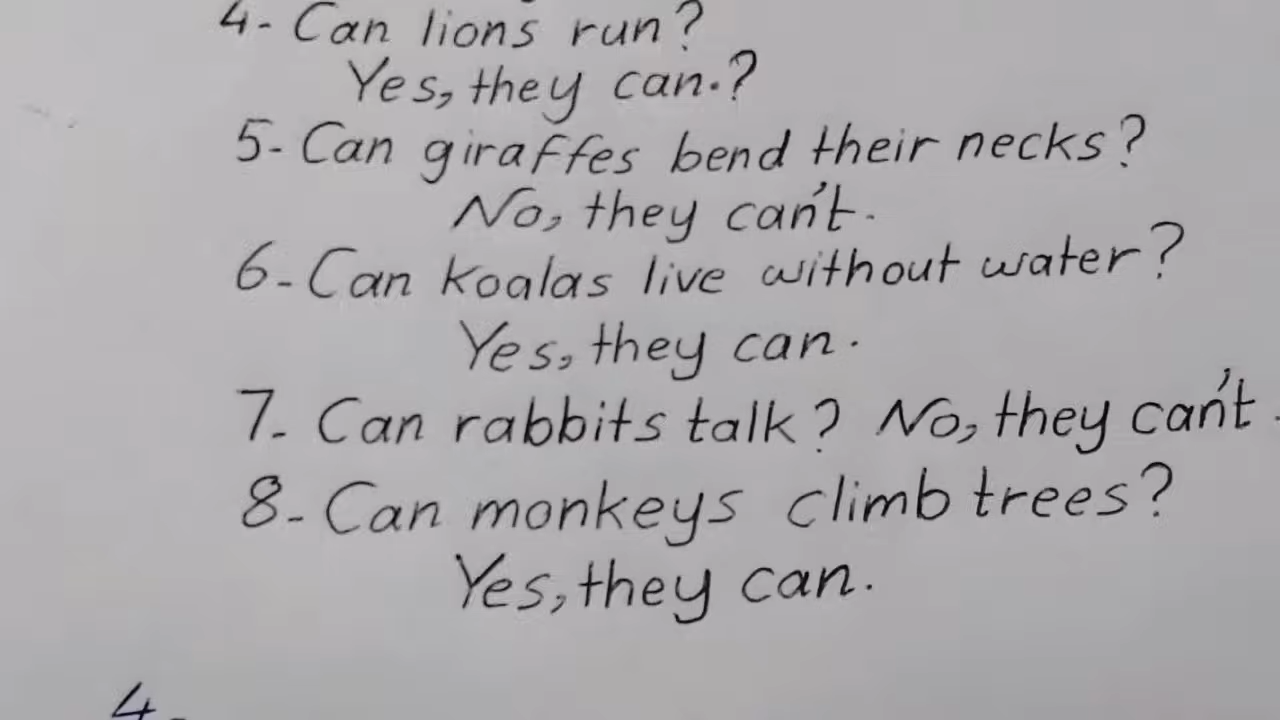 4- Can lions run?
Yes, they can.?
5- Can giraffes bend their necks?
No, they can't.
6- Can koalas live without water?
Yes, they can.
7- Can rabbits talk? No, they can't.
8- Can monkeys climb trees?
Yes, they can.
4-